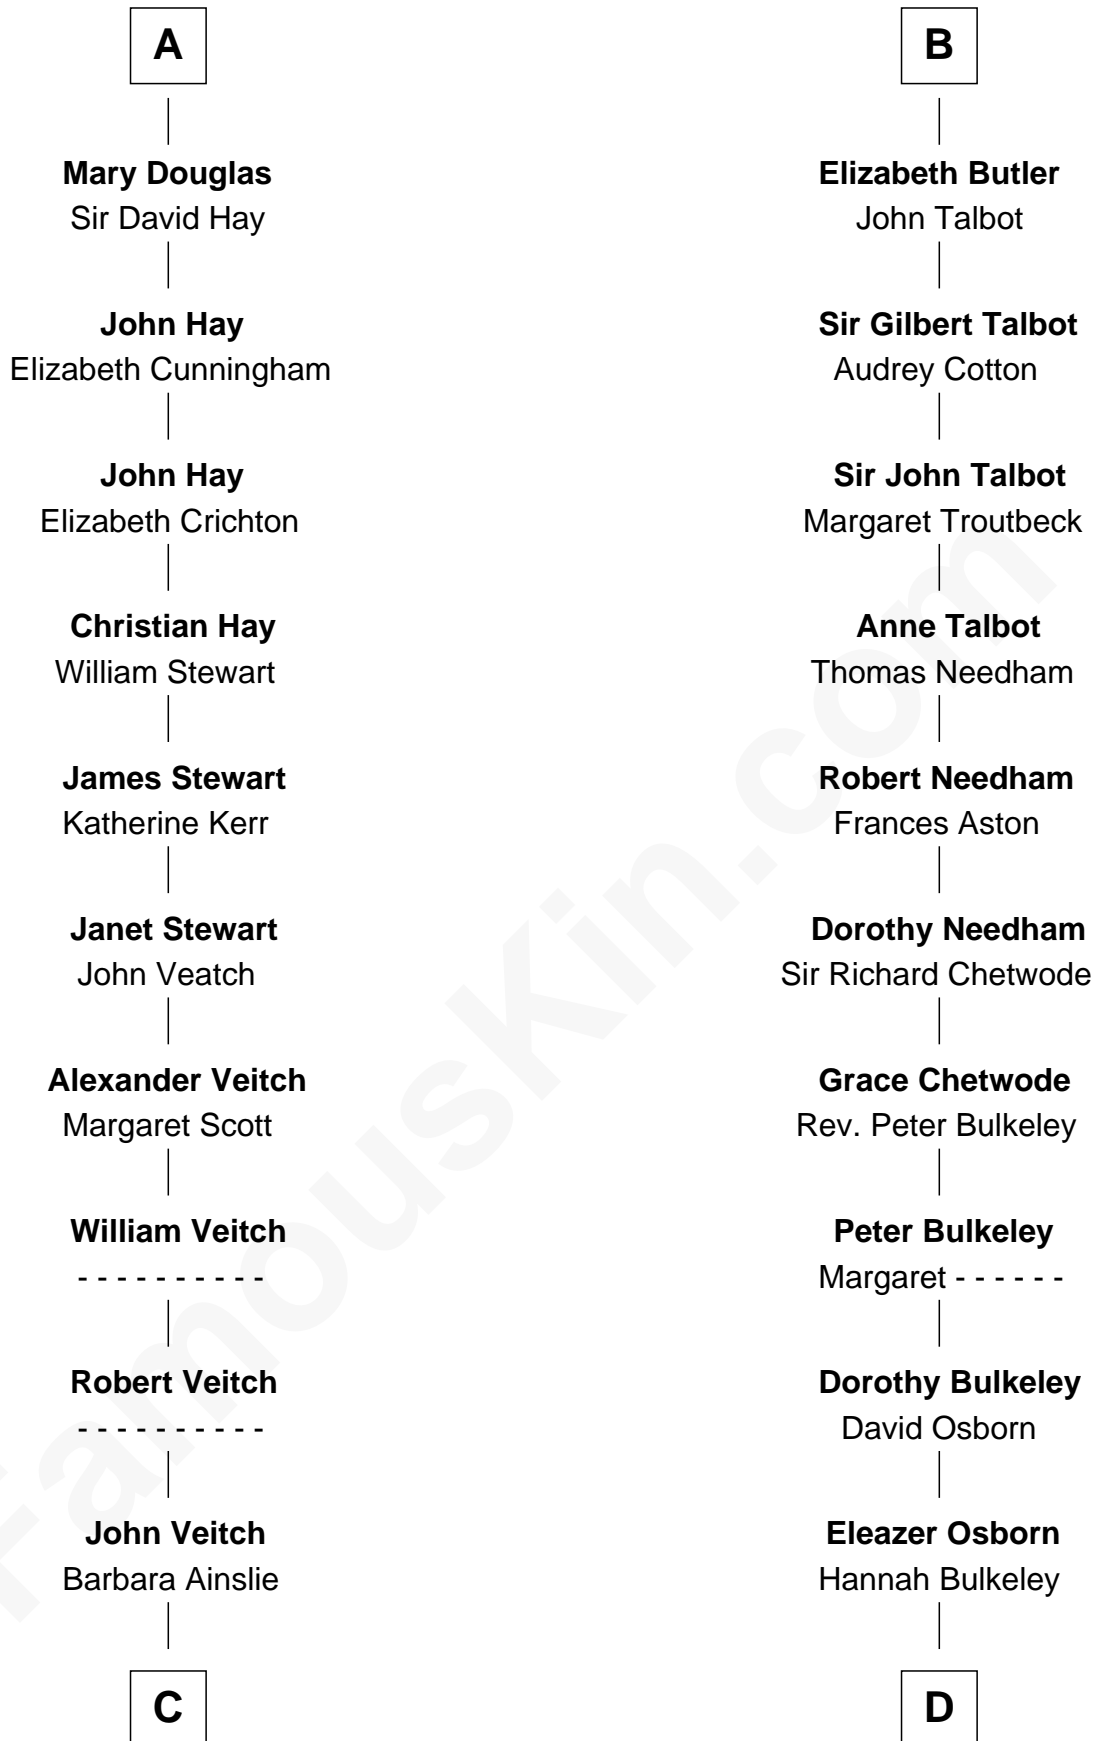 A
Mary Douglas
Sir David Hay
John Hay
Elizabeth Cunningham
John Hay
Elizabeth Crichton
Christian Hay
William Stewart
James Stewart
Katherine Kerr
Janet Stewart
John Veatch
Alexander Veitch
Margaret Scott
William Veitch
- - - - - - - - - -
Robert Veitch
- - - - - - - - - -
John Veitch
Barbara Ainslie
C
B
Elizabeth Butler
John Talbot
Sir Gilbert Talbot
Audrey Cotton
Sir John Talbot
Margaret Troutbeck
Anne Talbot
Thomas Needham
Robert Needham
Frances Aston
Dorothy Needham
Sir Richard Chetwode
Grace Chetwode
Rev. Peter Bulkeley
Peter Bulkeley
Margaret - - - - - -
Dorothy Bulkeley
David Osborn
Eleazer Osborn
Hannah Bulkeley
D
FamousKin.com